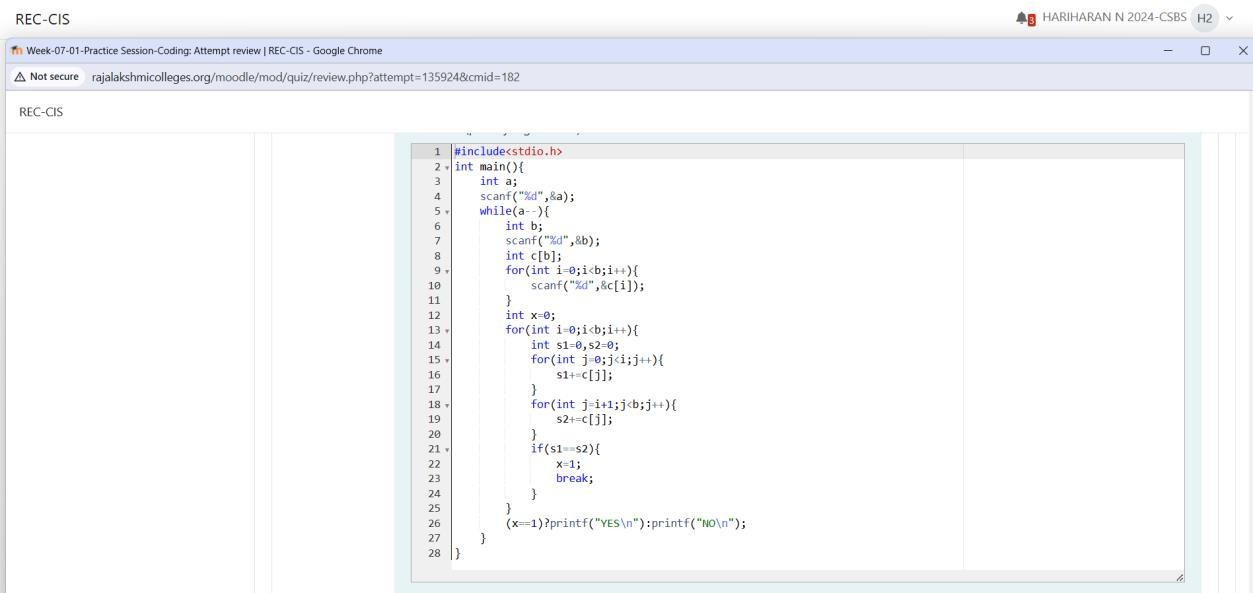 REC-CIS
3 HARIHARAN N 2024-CSBS H2
Week-07-01-Practice Session-Coding: Attempt review | REC-CIS - Google Chrome
Not secure rajalakshmicolleges.org/moodle/mod/quiz/review.php?attempt=135924&cmid=182
REC-CIS
1 #include<stdio.h>
2 int main(){
3     int a;
4     scanf("%d",&a);
5     while(a--){
6         int b;
7         scanf("%d",&b);
8         int c[b];
9         for(int i=0;i<b;i++){
10             scanf("%d",&c[i]);
11         }
12         int x=0;
13         for(int i=0;i<b;i++){
14             int s1=0,s2=0;
15             for(int j=0;j<i;j++){
16                 s1+=c[j];
17             }
18             for(int j=i+1;j<b;j++){
19                 s2+=c[j];
20             }
21             if(s1==s2){
22                 x=1;
23                 break;
24             }
25         }
26         (x==1)?printf("YES\n"):printf("NO\n");
27     }
28 }